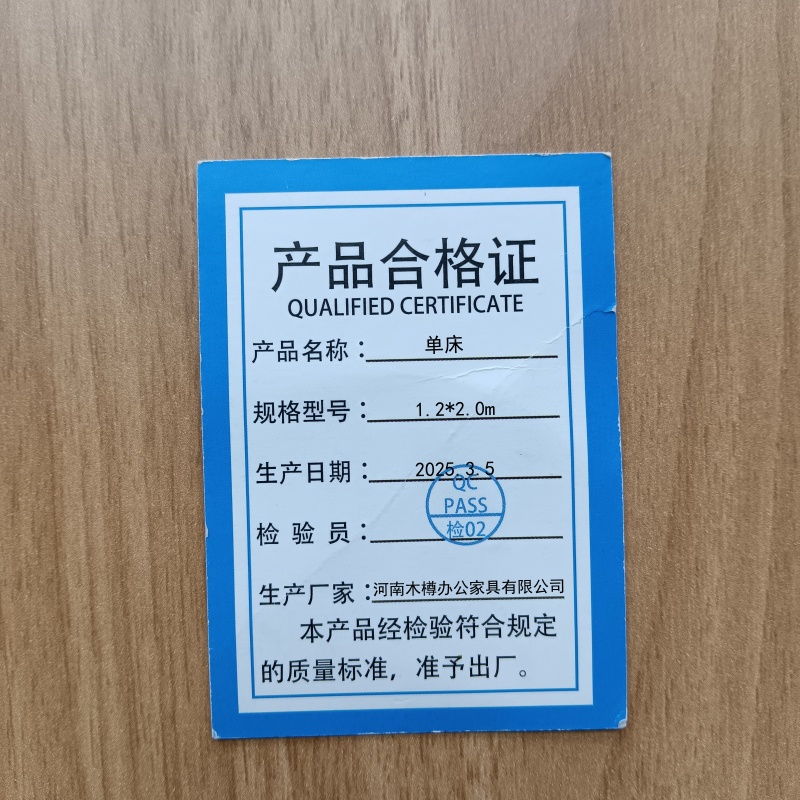 产品合格证
QUALIFIED CERTIFICATE
产品名称：单床
规格型号：1.2*2.0m
生产日期：2025.3.5
QC
PASS
检验员：检02
生产厂家：河南木樽办公家具有限公司
本产品经检验符合规定
的质量标准，准予出厂。